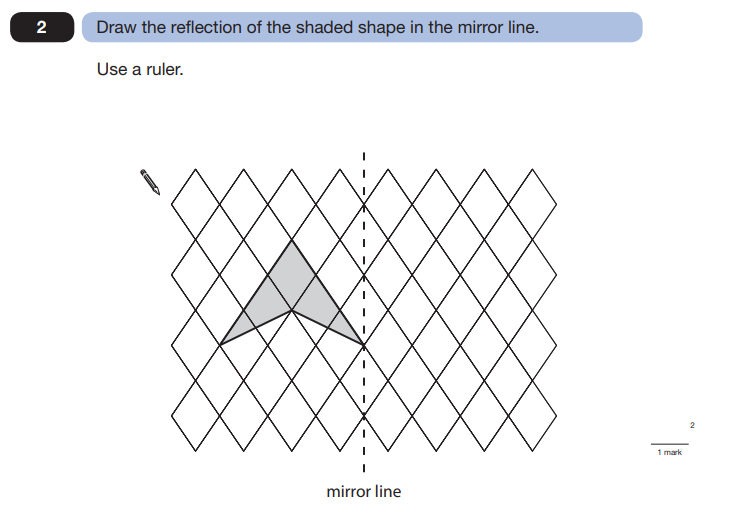 2
Draw the reflection of the shaded shape in the mirror line.
Use a ruler.
2
1 mark
mirror line